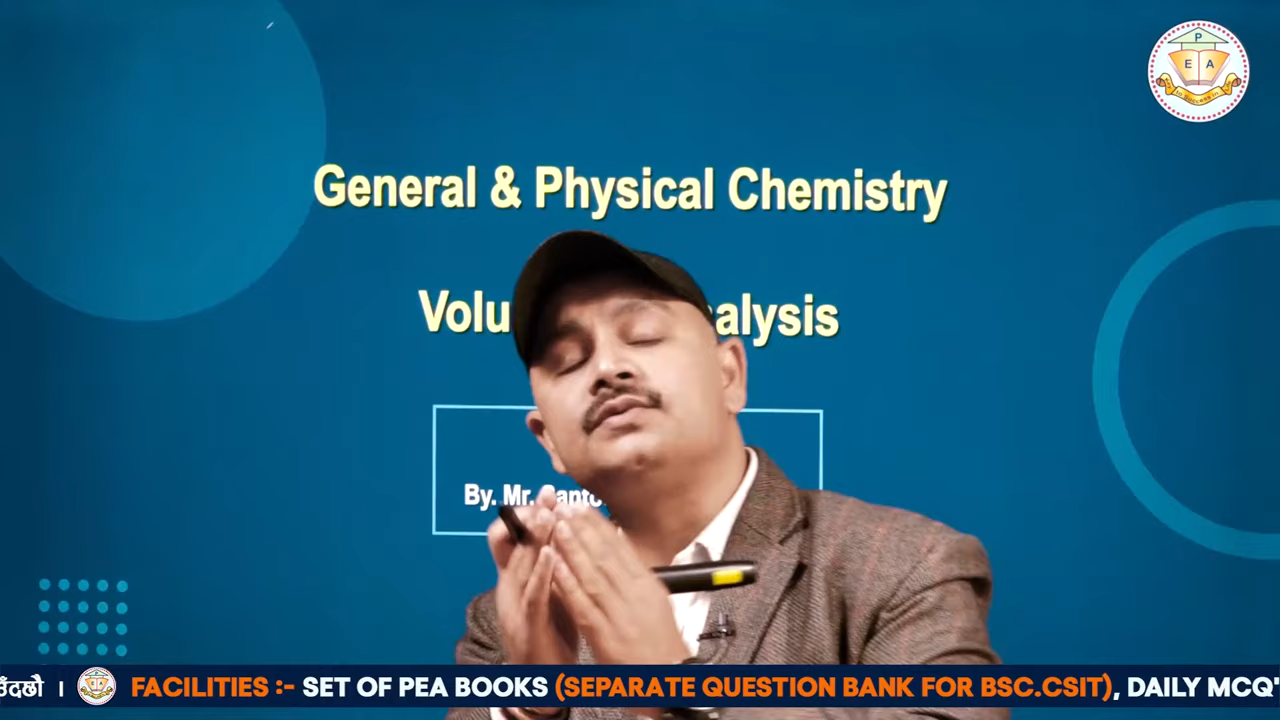 P
E A
General & Physical Chemistry
Volu alysis
By. Mr.
। FACILITIES :- SET OF PEA BOOKS (SEPARATE QUESTION BANK FOR BSC.CSIT), DAILY MCQ'